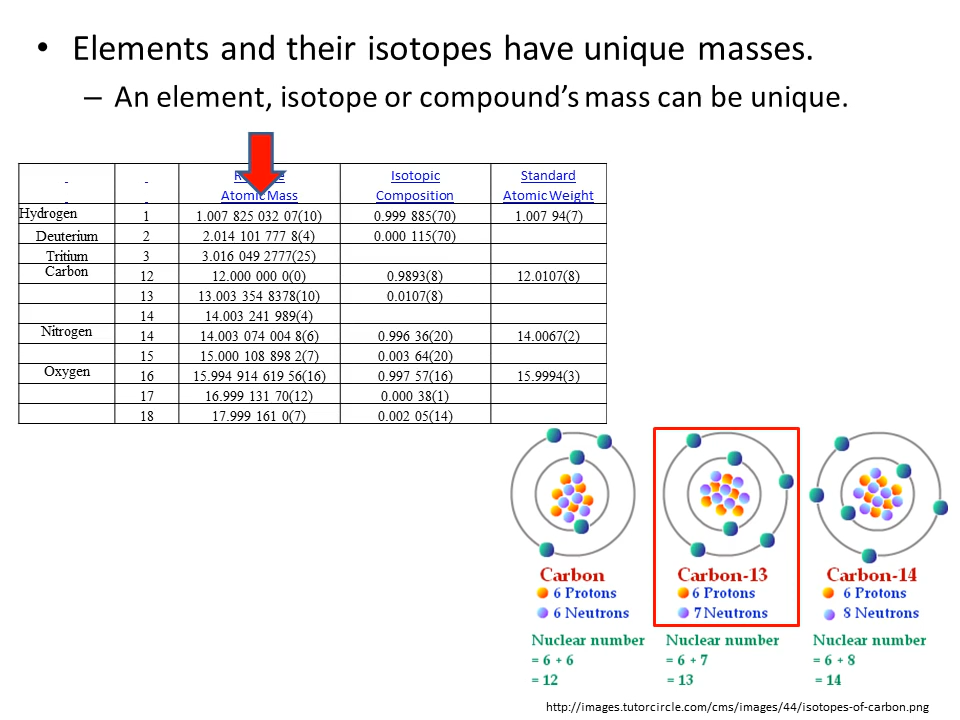 • Elements and their isotopes have unique masses.
– An element, isotope or compound's mass can be unique.
Isotopic Standard
Atomic Mass Composition Atomic Weight
Hydrogen 1 1.007 825 032 07(10) 0.999 885(70) 1.007 94(7)
Deuterium 2 2.014 101 777 8(4) 0.000 115(70)
Tritium 3 3.016 049 2777(25)
Carbon 12 12.000 000 0(0) 0.9893(8) 12.0107(8)
13 13.003 354 8378(10) 0.0107(8)
14 14.003 241 989(4)
Nitrogen 14 14.003 074 004 8(6) 0.996 36(20) 14.0067(2)
15 15.000 108 898 2(7) 0.003 64(20)
Oxygen 16 15.994 914 619 56(16) 0.997 57(16) 15.9994(3)
17 16.999 131 70(12) 0.000 38(1)
18 17.999 161 0(7) 0.002 05(14)
Carbon Carbon-13 Carbon-14
6 Protons 6 Protons 6 Protons
6 Neutrons 7 Neutrons 8 Neutrons
Nuclear number Nuclear number Nuclear number
= 6 + 6 = 6 + 7 = 6 + 8
= 12 = 13 = 14
http://images.tutorcircle.com/cms/images/44/isotopes-of-carbon.png